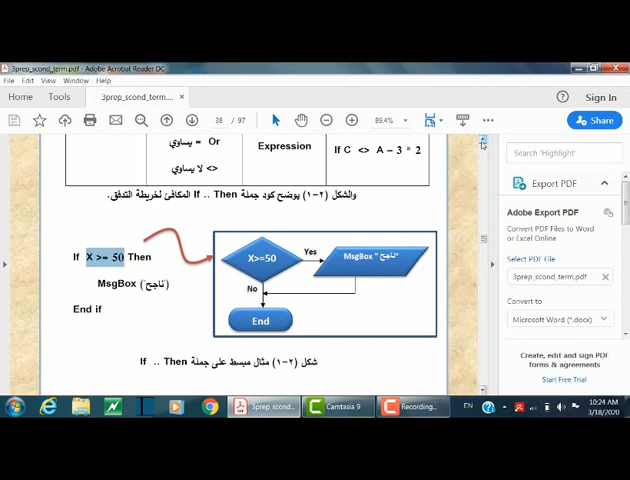 3prep_scond_term.pdf - Adobe Acrobat Reader DC
File Edit View Window Help
Home Tools 3prep_scond_term.... × Sign In
38 / 97 89.4% Share
Or يساوي =
<> لا يساوي
Expression
If C <> A – 3 * 2
والشكل (٢-١) يوضح كود جملة If .. Then المكافئ لخريطة التدفق.
If X >= 50 Then
MsgBox (ناجح)
End if
X>=50
Yes
MsgBox "ناجح"
No
End
شكل (٢-١) مثال مبسط على جملة If .. Then
Search 'Highlight'
Export PDF
Adobe Export PDF
Convert PDF Files to Word
or Excel Online
Select PDF File
3prep_scond_term.pdf ×
Convert to
Microsoft Word (*.docx)
Create, edit and sign PDF
forms & agreements
Start Free Trial
3prep_scond_te... Camtasia 9 Recording... EN 10:24 AM
3/18/2020